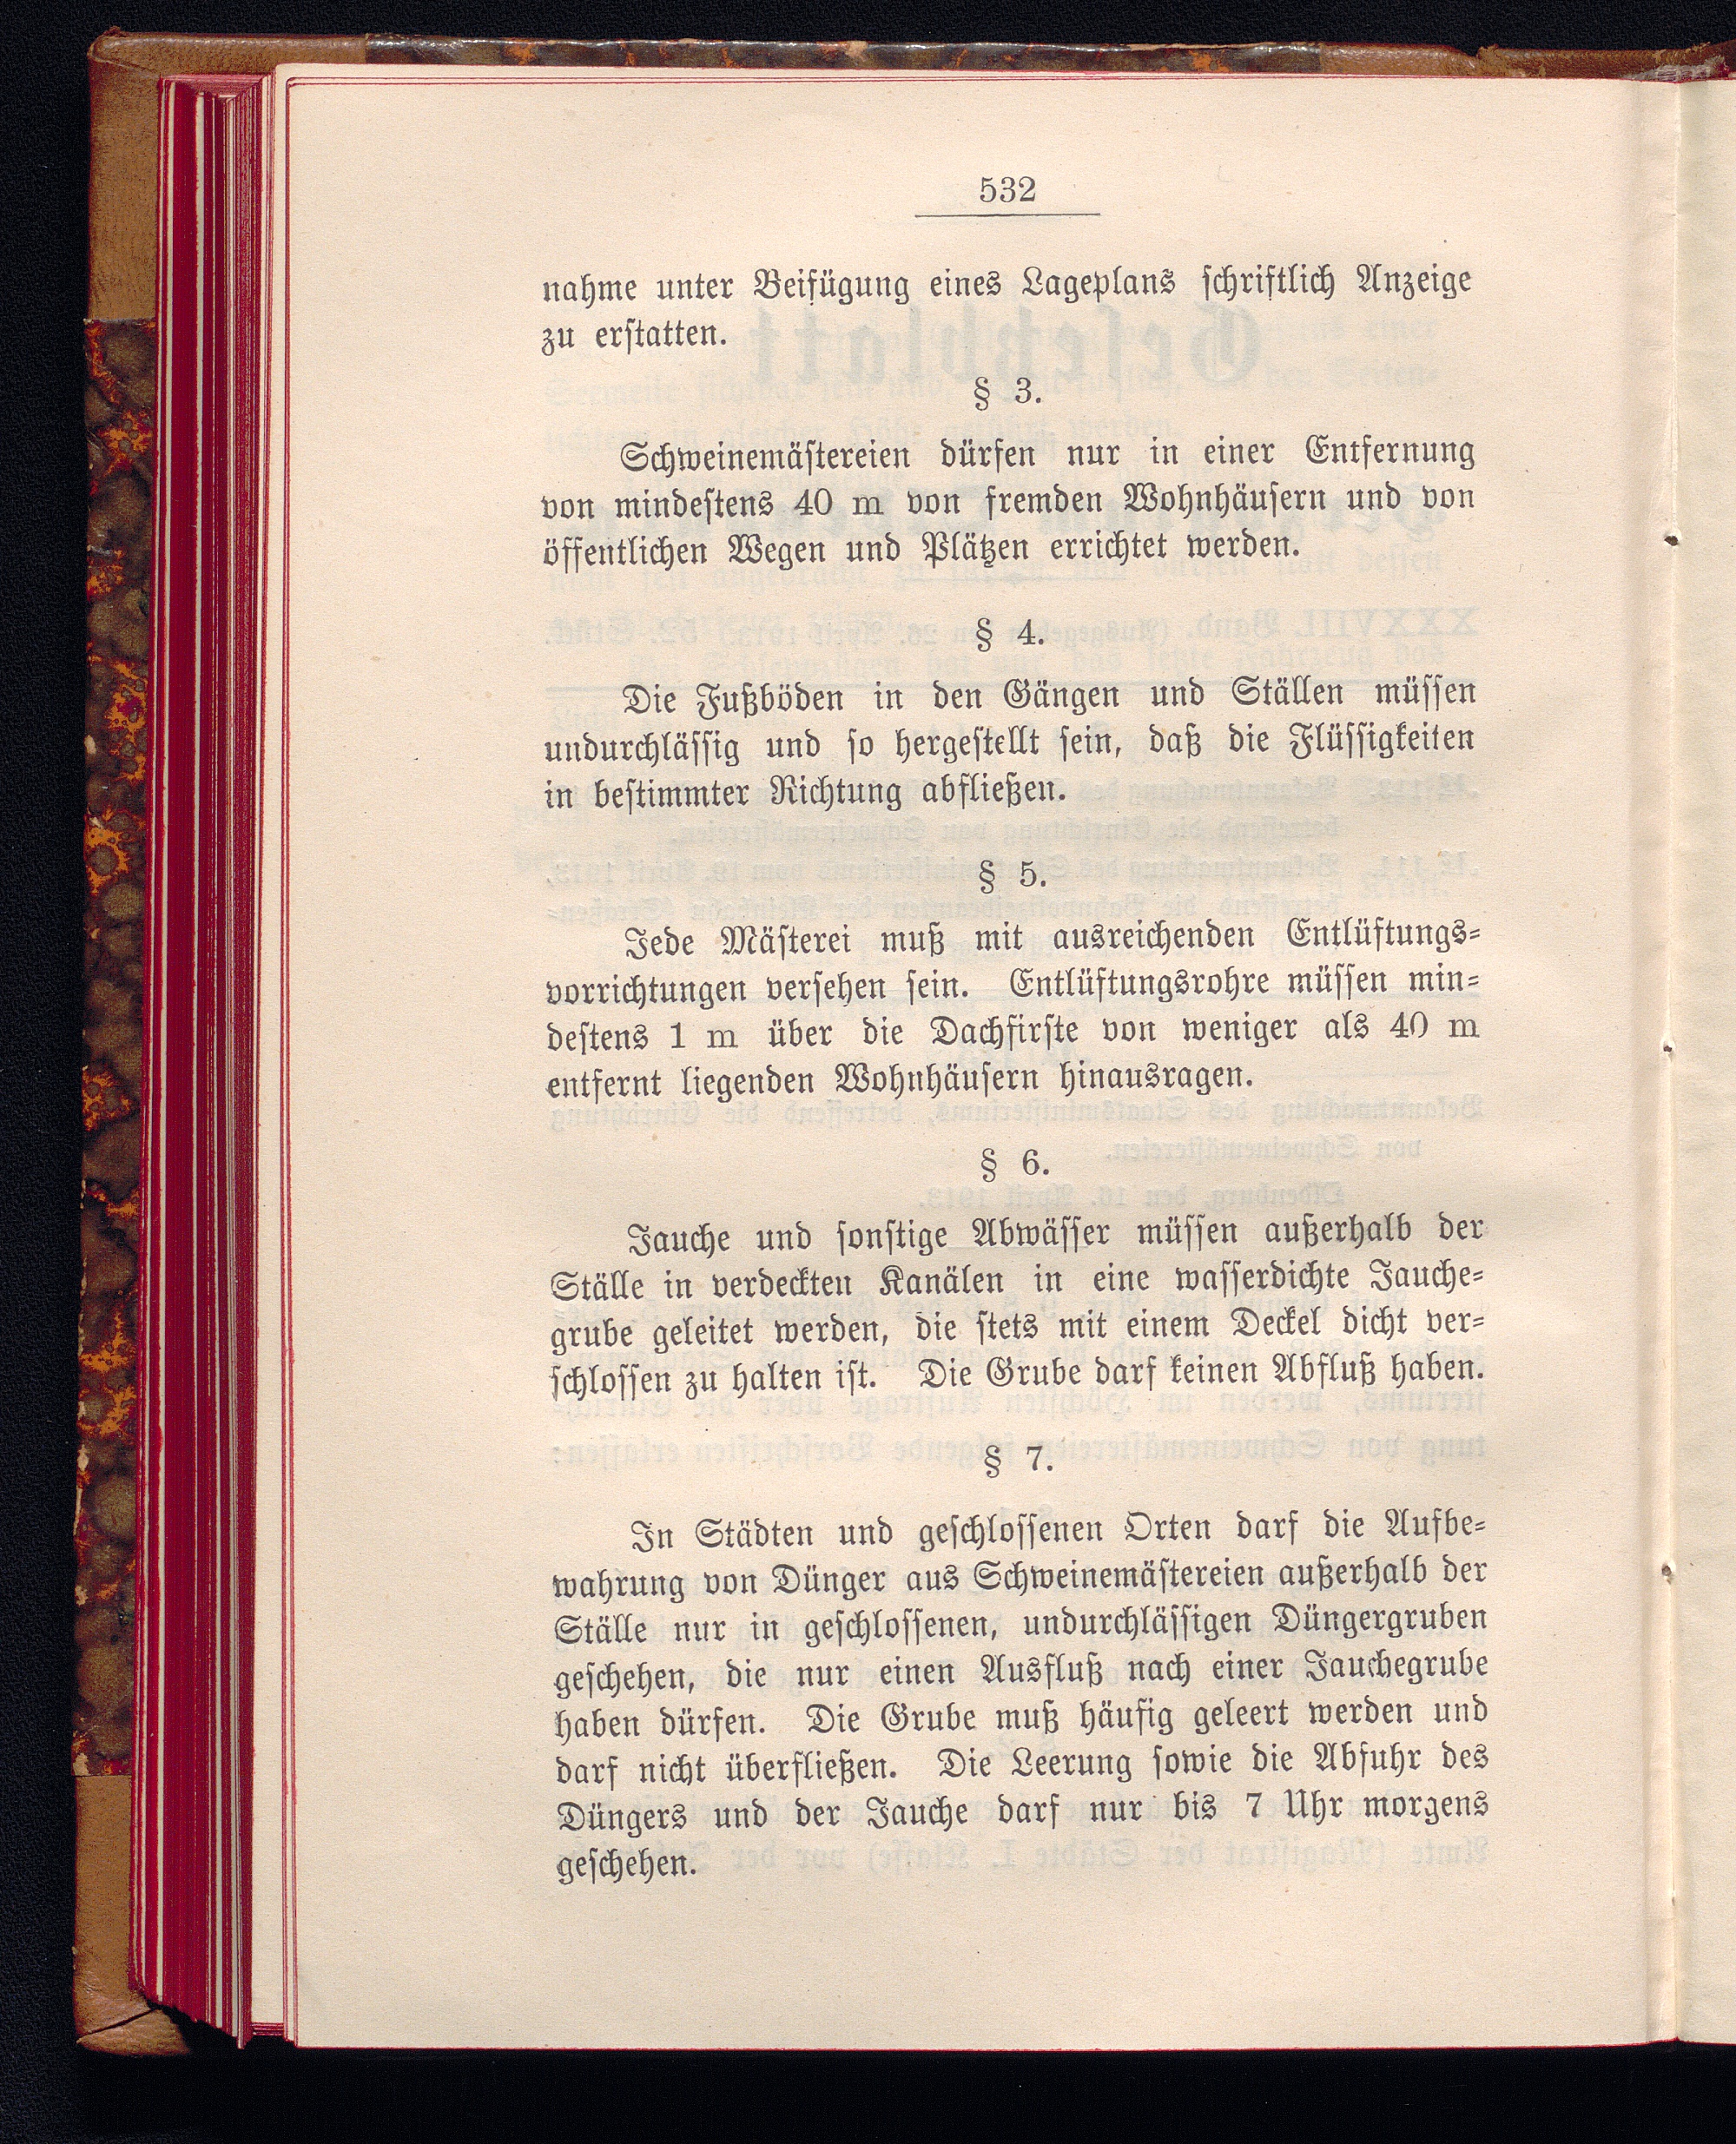 532
nahme unter Beifügung eines Lageplans schriftlich Anzeige
zu erstatten.
§ 3.
Schweinemästereien dürfen nur in einer Entfernung
von mindestens 40 m von fremden Wohnhäusern und von
öffentlichen Wegen und Plätzen errichtet werden.
§ 4.
Die Fußböden in den Gängen und Ställen müssen
undurchlässig und so hergestellt sein, daß die Flüssigkeiten
in bestimmter Richtung abfließen.
§ 5.
Jede Mästerei muß mit ausreichenden Entlüftungs-
vorrichtungen versehen sein. Entlüftungsrohre müssen min-
destens 1 m über die Dachfirste von weniger als 40 m
entfernt liegenden Wohnhäusern hinausragen.
§ 6.
Jauche und sonstige Abwässer müssen außerhalb der
Ställe in verdeckten Kanälen in eine wasserdichte Jauche-
grube geleitet werden, die stets mit einem Deckel dicht ver-
schlossen zu halten ist. Die Grube darf keinen Abfluß haben.
§ 7.
In Städten und geschlossenen Orten darf die Aufbe-
wahrung von Dünger aus Schweinemästereien außerhalb der
Ställe nur in geschlossenen, undurchlässigen Düngergruben
geschehen, die nur einen Ausfluß nach einer Jauchegrube
haben dürfen. Die Grube muß häufig geleert werden und
darf nicht überfließen. Die Leerung sowie die Abfuhr des
Düngers und der Jauche darf nur bis 7 Uhr morgens
geschehen.